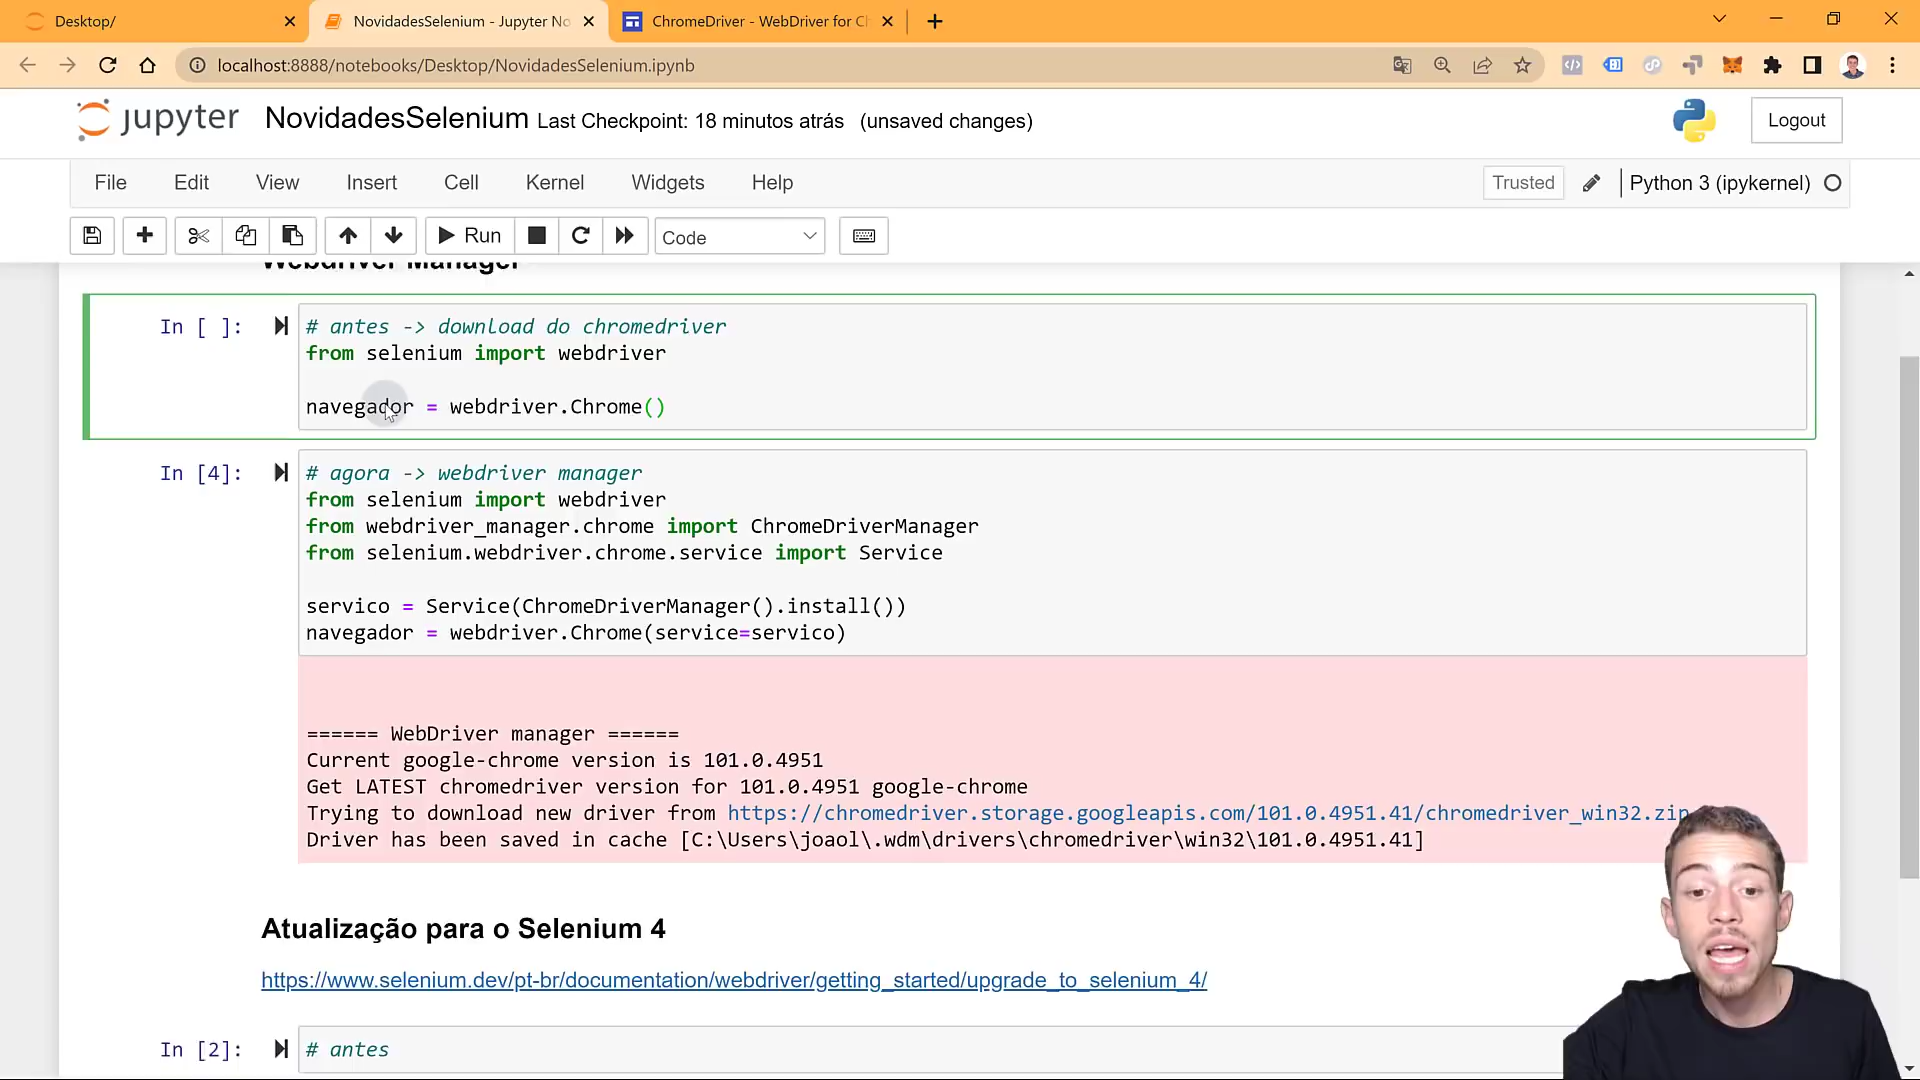 Desktop/
NovidadesSelenium - Jupyter No
ChromeDriver - WebDriver for Ch
localhost:8888/notebooks/Desktop/NovidadesSelenium.ipynb
jupyter NovidadesSelenium Last Checkpoint: 18 minutos atrás (unsaved changes)
Logout
File Edit View Insert Cell Kernel Widgets Help
Trusted
Python 3 (ipykernel)
Run
Code
Webdriver Manager
In [ ]:
# antes -> download do chromedriver
from selenium import webdriver
navegador = webdriver.Chrome()
In [4]:
# agora -> webdriver manager
from selenium import webdriver
from webdriver_manager.chrome import ChromeDriverManager
from selenium.webdriver.chrome.service import Service
servico = Service(ChromeDriverManager().install())
navegador = webdriver.Chrome(service=servico)
====== WebDriver manager ======
Current google-chrome version is 101.0.4951
Get LATEST chromedriver version for 101.0.4951 google-chrome
Trying to download new driver from https://chromedriver.storage.googleapis.com/101.0.4951.41/chromedriver_win32.zip
Driver has been saved in cache [C:\Users\joaol\.wdm\drivers\chromedriver\win32\101.0.4951.41]
Atualização para o Selenium 4
https://www.selenium.dev/pt-br/documentation/webdriver/getting_started/upgrade_to_selenium_4/
In [2]:
# antes